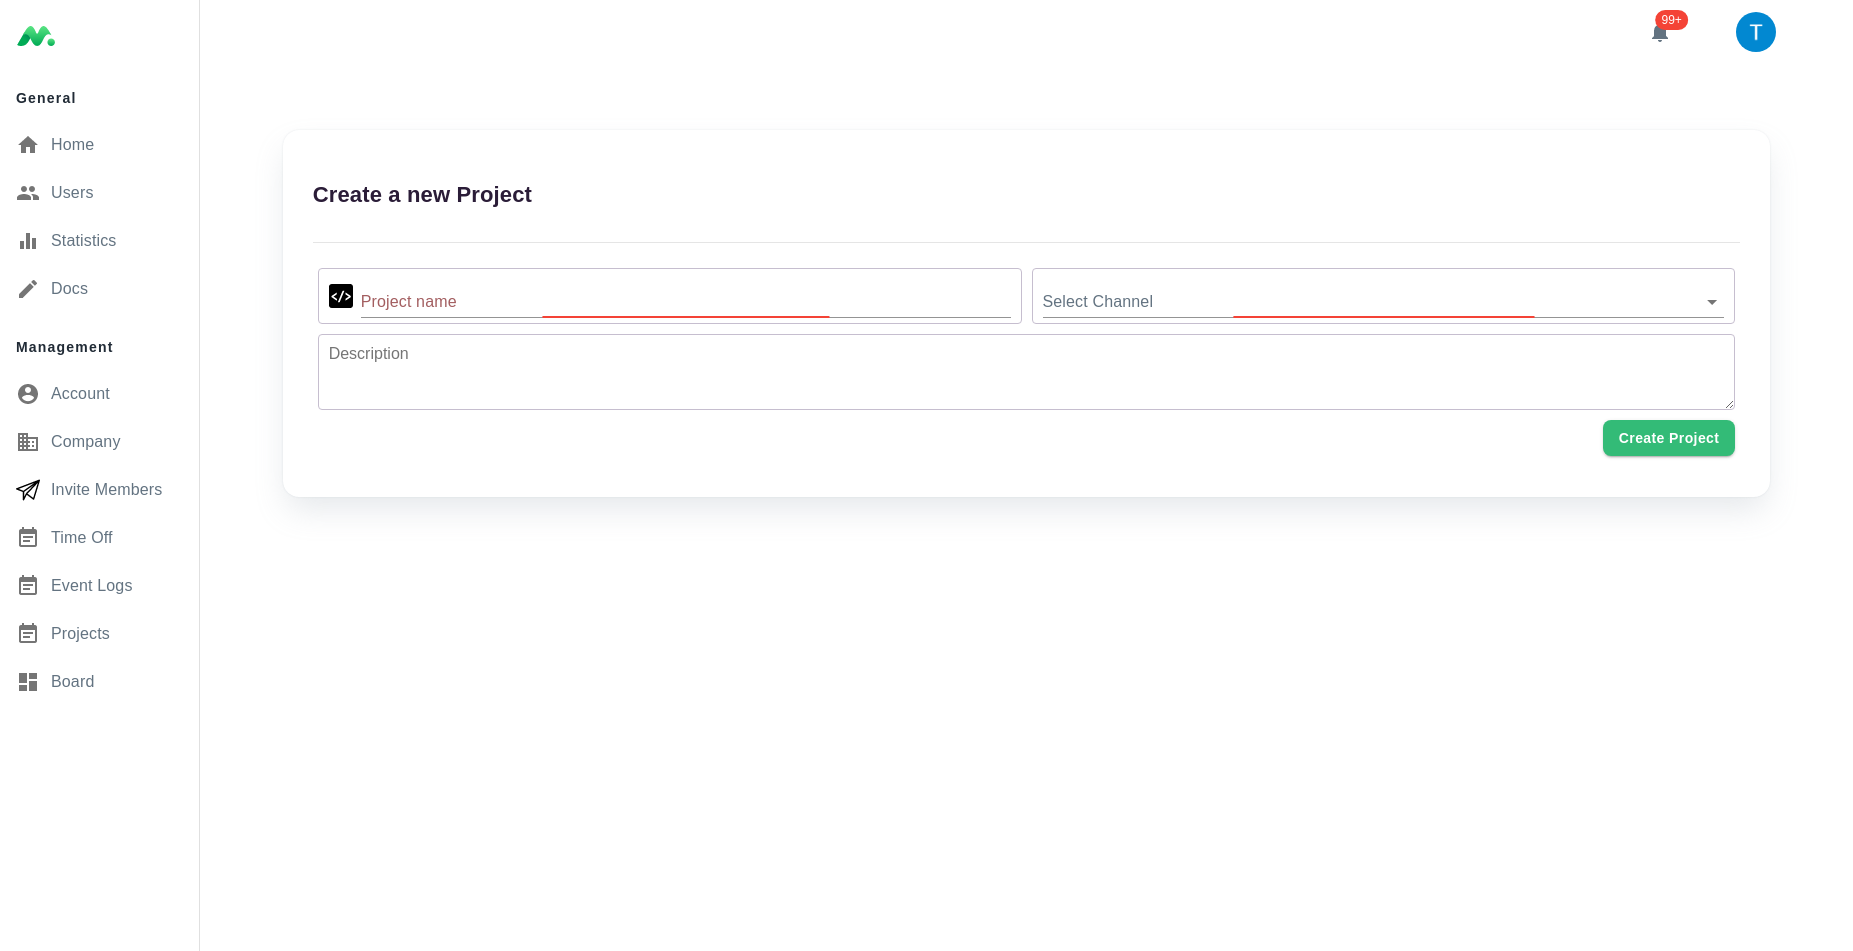 99+
T
General
Home
Users
Statistics
Docs
Management
Account
Company
Invite Members
Time Off
Event Logs
Projects
Board
Create a new Project
</> Project name
Select Channel
Description
Create Project